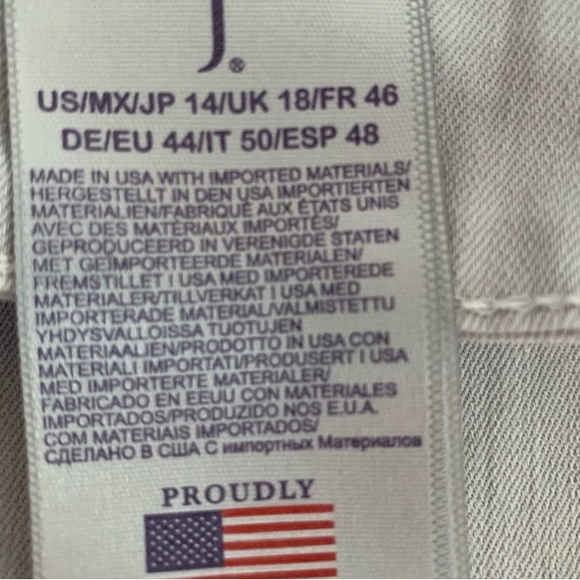 J®
US/MX/JP 14/UK 18/FR 46
DE/EU 44/IT 50/ESP 48
MADE IN USA WITH IMPORTED MATERIALS/
HERGESTELLT IN DEN USA IMPORTIERTEN
MATERIALIEN/FABRIQUÉ AUX ÉTATS UNIS
AVEC DES MATÉRIAUX IMPORTÉS/
GEPRODUCEERD IN VERENIGDE STATEN
MET GEÏMPORTEERDE MATERIALEN/
FREMSTILLET I USA MED IMPORTEREDE
MATERIALER/TILLVERKAT I USA MED
IMPORTERADE MATERIAL/VALMISTETTU
YHDYSVALLOISSA TUOTUJEN
MATERIAALIEN/PRODOTTO IN USA CON
MATERIALI IMPORTATI/PRODUSERT I USA
MED IMPORTERTE MATERIALER/
FABRICADO EN EEUU CON MATERIALES
IMPORTADOS/PRODUZIDO NOS E.U.A.
COM MATERIAIS IMPORTADOS/
СДЕЛАНО В США С импортных Материалов
PROUDLY